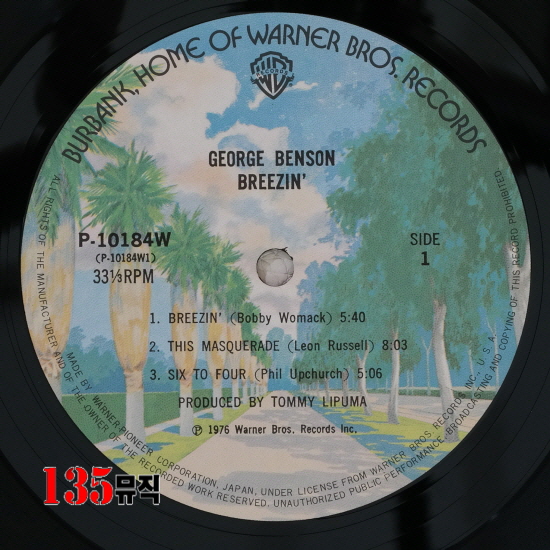 BURBANK, HOME OF WARNER BROS. RECORDS
WB
RECORDS
GEORGE BENSON
BREEZIN'
P-10184W
(P-10184W1)
33⅓RPM
SIDE
1
1. BREEZIN' (Bobby Womack) 5:40
2. THIS MASQUERADE (Leon Russell) 8:03
3. SIX TO FOUR (Phil Upchurch) 5:06
PRODUCED BY TOMMY LIPUMA
℗ 1976 Warner Bros. Records Inc.
MADE BY WARNER-PIONEER CORPORATION, JAPAN, UNDER LICENSE FROM WARNER BROS. RECORDS INC., U.S.A.
ALL RIGHTS OF THE MANUFACTURER AND OF THE OWNER OF THE RECORDED WORK RESERVED. UNAUTHORIZED PUBLIC PERFORMANCE, BROADCASTING AND COPYING OF THIS RECORD PROHIBITED
135뮤직